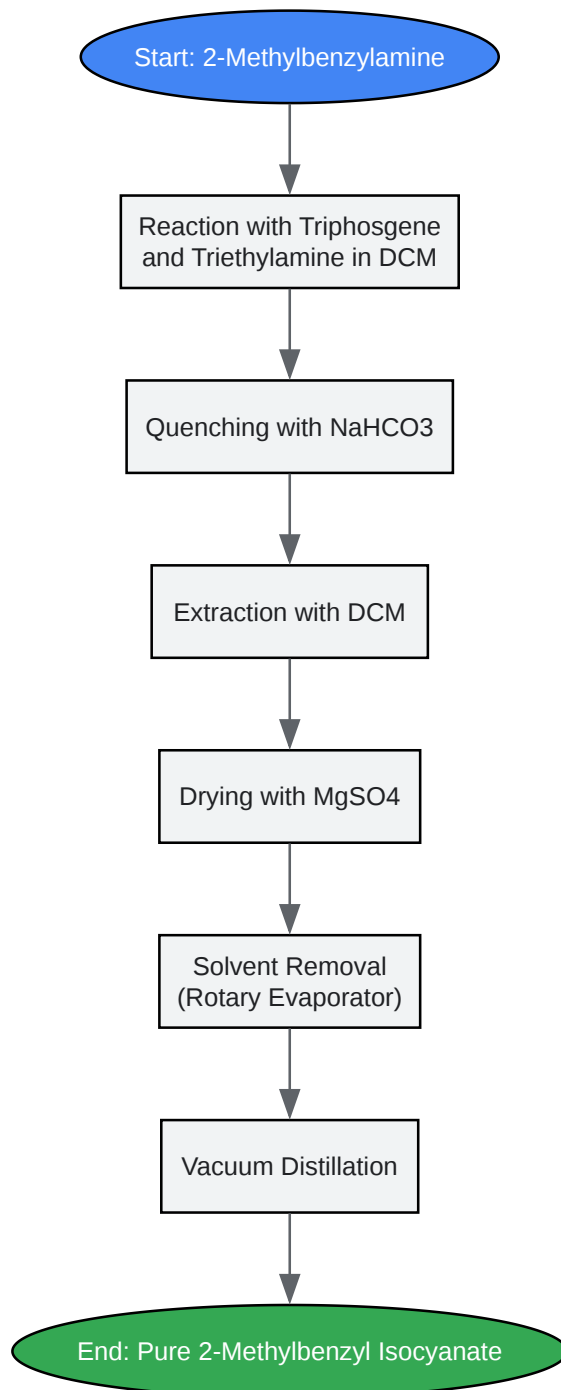 Start: 2-Methylbenzylamine
Reaction with Triphosgene
and Triethylamine in DCM
Quenching with NaHCO3
Extraction with DCM
Drying with MgSO4
Solvent Removal
(Rotary Evaporator)
Vacuum Distillation
End: Pure 2-Methylbenzyl Isocyanate